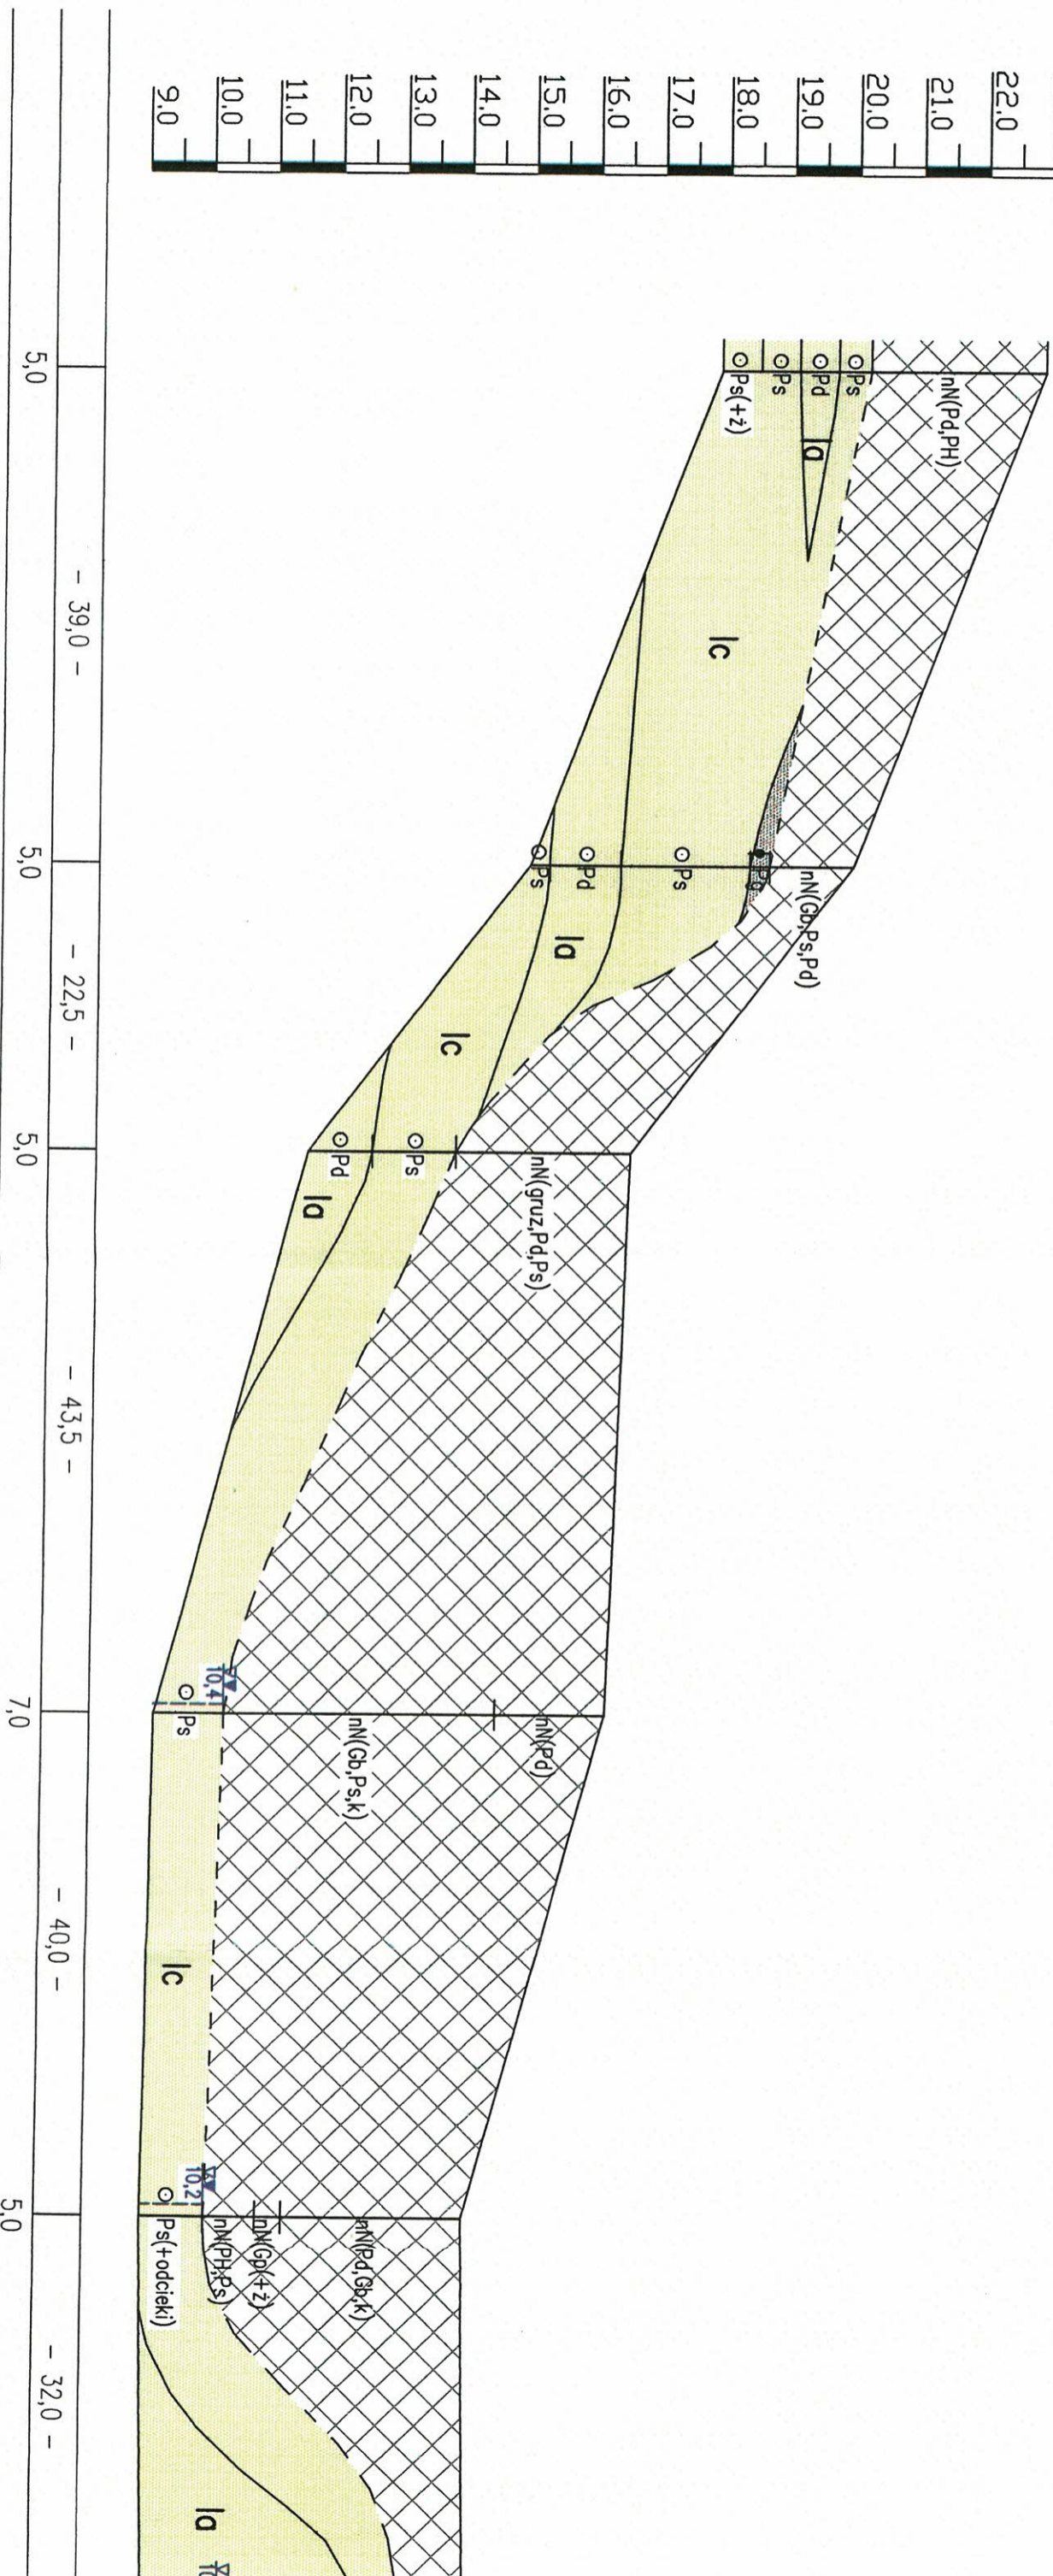 22.0
21.0
20.0
19.0
18.0
17.0
16.0
15.0
14.0
13.0
12.0
11.0
10.0
9.0
nN(Pd,PH)
Ps
Pd
Ps
Ps(+ż)
Ia
Ic
nN(Gb,Ps,Pd)
Ps
Pd
Ps
Ia
Ic
nN(gruz,Pd,Ps)
Ps
Pd
Ia
nN(Pd)
nN(Gb,Ps,k)
10,4
Ps
Ic
nN(Pd,Gb,k)
nN(Gp(+ż)
nN(PH,Ps)
10,2
Ps(+odcieki)
Ia
5,0
- 39,0 -
5,0
- 22,5 -
5,0
- 43,5 -
7,0
- 40,0 -
5,0
- 32,0 -